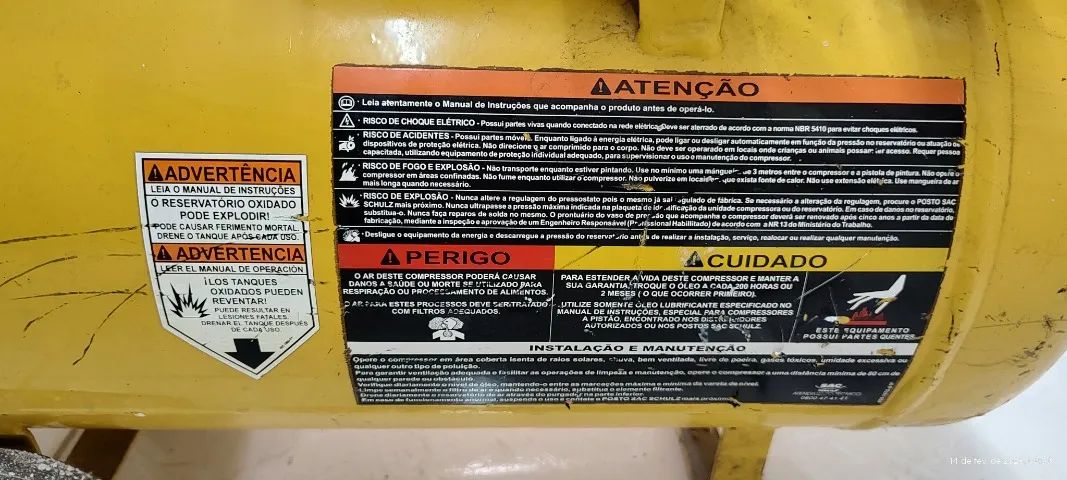 ADVERTÊNCIA
LEIA O MANUAL DE INSTRUÇÕES
O RESERVATÓRIO OXIDADO
PODE EXPLODIR!
PODE CAUSAR FERIMENTO MORTAL.
DRENE O TANQUE APÓS CADA USO.
ADVERTENCIA
LEER EL MANUAL DE OPERACIÓN
¡LOS TANQUES
OXIDADOS PUEDEN
REVENTAR!
PUEDE RESULTAR EN
LESIONES FATALES.
DRENAR EL TANQUE DESPUÉS
DE CADA USO.
ATENÇÃO
· Leia atentamente o Manual de Instruções que acompanha o produto antes de operá-lo.
· RISCO DE CHOQUE ELÉTRICO - Possui partes vivas quando conectado na rede elétrica. Deve ser aterrado de acordo com a norma NBR 5410 para evitar choques elétricos.
RISCO DE ACIDENTES - Possui partes móveis. Enquanto ligado à energia elétrica, pode ligar ou desligar automaticamente em função da pressão no reservatório ou atuação de
dispositivos de proteção elétrica. Não direcione o ar comprimido para o corpo. Não deve ser operado em locais onde crianças ou animais possam ter acesso. Requer pessoa
capacitada, utilizando equipamento de proteção individual adequado, para supervisionar o uso e manutenção do compressor.
· RISCO DE FOGO E EXPLOSÃO - Não transporte enquanto estiver pintando. Use no mínimo uma mangueira de 3 metros entre o compressor e a pistola de pintura. Não opere o
compressor em áreas confinadas. Não fume enquanto utilizar o compressor. Não pulverize em locais em que exista fonte de calor. Não use extensão elétrica. Use mangueira de ar
mais longa quando necessário.
RISCO DE EXPLOSÃO - Nunca altere a regulagem do pressostato pois o mesmo já sai regulado de fábrica. Se necessário a alteração da regulagem, procure o POSTO SAC
SCHULZ mais próximo. Nunca ultrapasse a pressão máxima indicada na plaqueta de identificação da unidade compressora ou do reservatório. Em caso de danos no reservatório,
substitua-o. Nunca faça reparos de solda no mesmo. O prontuário do vaso de pressão que acompanha o compressor deverá ser renovado após cinco anos a partir da data de
fabricação, mediante a inspeção e aprovação de um Engenheiro Responsável (Profissional Habilitado) de acordo com a NR 13 do Ministério do Trabalho.
· Desligue o equipamento da energia e descarregue a pressão do reservatório antes de realizar a instalação, serviço, realocar ou realizar qualquer manutenção.
PERIGO
O AR DESTE COMPRESSOR PODERÁ CAUSAR
DANOS A SAÚDE OU MORTE SE UTILIZADO PARA
RESPIRAÇÃO OU PROCESSAMENTO DE ALIMENTOS.
O AR PARA ESTES PROCESSOS DEVE SER TRATADO
COM FILTROS ADEQUADOS.
CUIDADO
PARA ESTENDER A VIDA DESTE COMPRESSOR E MANTER A
SUA GARANTIA, TROQUE O ÓLEO A CADA 200 HORAS OU
2 MESES ( O QUE OCORRER PRIMEIRO).
UTILIZE SOMENTE ÓLEO LUBRIFICANTE ESPECIFICADO NO
MANUAL DE INSTRUÇÕES, ESPECIAL PARA COMPRESSORES
A PISTÃO, ENCONTRADO NOS DISTRIBUIDORES
AUTORIZADOS OU NOS POSTOS SAC SCHULZ.
ESTE EQUIPAMENTO
POSSUI PARTES QUENTES
INSTALAÇÃO E MANUTENÇÃO
Opere o compressor em área coberta isenta de raios solares, chuva, bem ventilada, livre de poeira, gases tóxicos, umidade excessiva ou
qualquer outro tipo de poluição.
Para garantir ventilação adequada e facilitar as operações de limpeza e manutenção, opere o compressor a uma distância mínima de 80 cm de
qualquer parede ou obstáculo.
Verifique diariamente o nível de óleo, mantendo-o entre as marcações máxima e mínima da vareta de nível.
Limpe semanalmente o filtro de ar quando necessário, substitua o elemento filtrante.
Drene diariamente o reservatório de ar através do purgador na parte inferior.
Em caso de funcionamento anormal, suspenda o uso e contate o POSTO SAC SCHULZ mais próximo.
SAC
0800 47 41 41
14 de fev. de